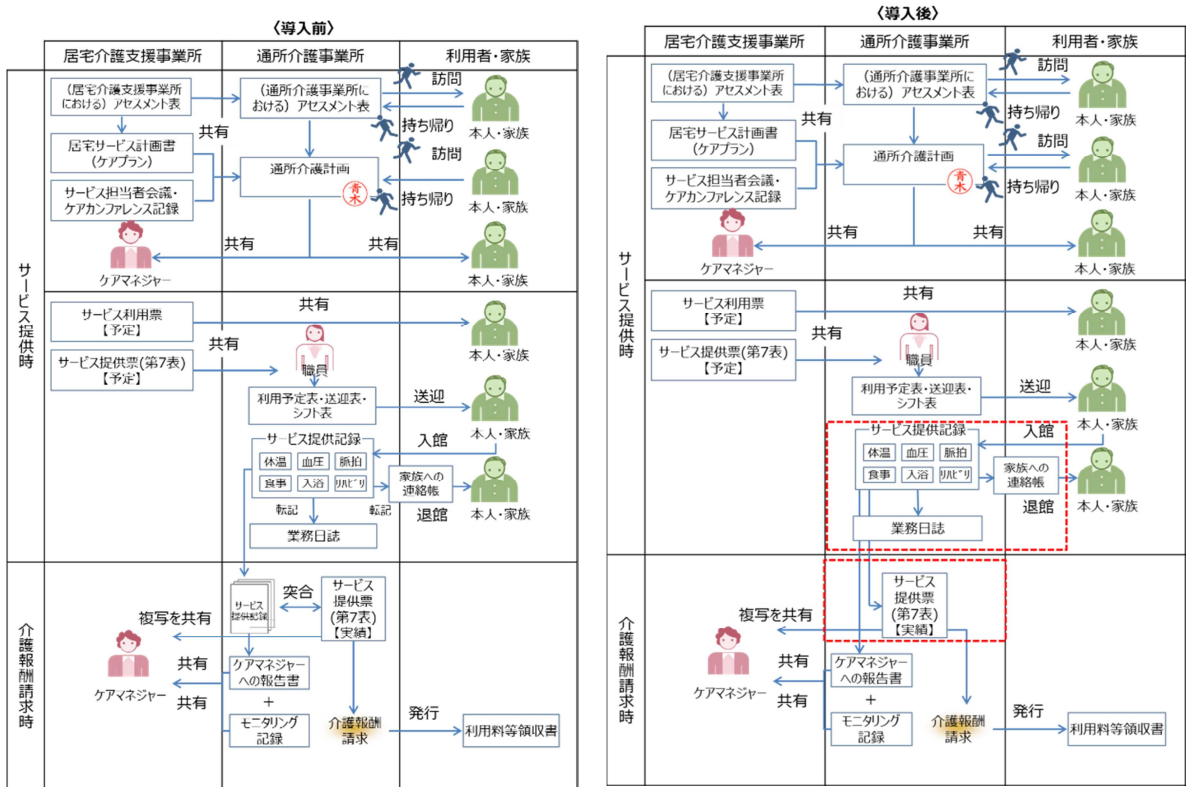 〈導入前〉
居宅介護支援事業所
通所介護事業所
利用者・家族
サービス提供時
(居宅介護支援事業所
における)アセスメント表
(通所介護事業所に
おける)アセスメント表
訪問
持ち帰り
本人・家族
共有
居宅サービス計画書
(ケアプラン)
サービス担当者会議・
ケアカンファレンス記録
通所介護計画
青木
訪問
持ち帰り
本人・家族
共有
共有
ケアマネジャー
本人・家族
サービス利用票
【予定】
共有
本人・家族
サービス提供票(第7表)
【予定】
共有
職員
利用予定表・送迎表・
シフト表
送迎
本人・家族
サービス提供記録
体温
血圧
脈拍
食事
入浴
リハビリ
入館
家族への
連絡帳
退館
本人・家族
転記
転記
業務日誌
介護報酬請求時
サービス
提供記録
突合
サービス
提供票
(第7表)
【実績】
複写を共有
共有
共有
ケアマネジャー
ケアマネジャー
への報告書
+
モニタリング
記録
介護報酬
請求
発行
利用料等領収書
〈導入後〉
居宅介護支援事業所
通所介護事業所
利用者・家族
サービス提供時
(居宅介護支援事業所
における)アセスメント表
(通所介護事業所に
おける)アセスメント表
訪問
持ち帰り
本人・家族
共有
居宅サービス計画書
(ケアプラン)
サービス担当者会議・
ケアカンファレンス記録
通所介護計画
青木
訪問
持ち帰り
本人・家族
共有
共有
ケアマネジャー
本人・家族
サービス利用票
【予定】
共有
本人・家族
サービス提供票(第7表)
【予定】
共有
職員
利用予定表・送迎表・
シフト表
送迎
本人・家族
サービス提供記録
体温
血圧
脈拍
食事
入浴
リハビリ
入館
家族への
連絡帳
退館
本人・家族
業務日誌
介護報酬請求時
サービス
提供票
(第7表)
【実績】
複写を共有
共有
共有
ケアマネジャー
ケアマネジャー
への報告書
+
モニタリング
記録
介護報酬
請求
発行
利用料等領収書